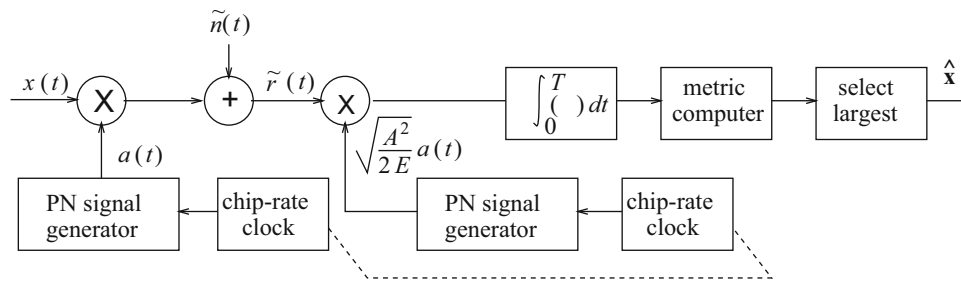 ñ(t)
x(t)
X
+
r̃(t)
X
∫₀ᵀ ( ) dt
metric
computer
select
largest
x̂
a(t)
√(A²/2E) a(t)
PN signal
generator
chip-rate
clock
PN signal
generator
chip-rate
clock